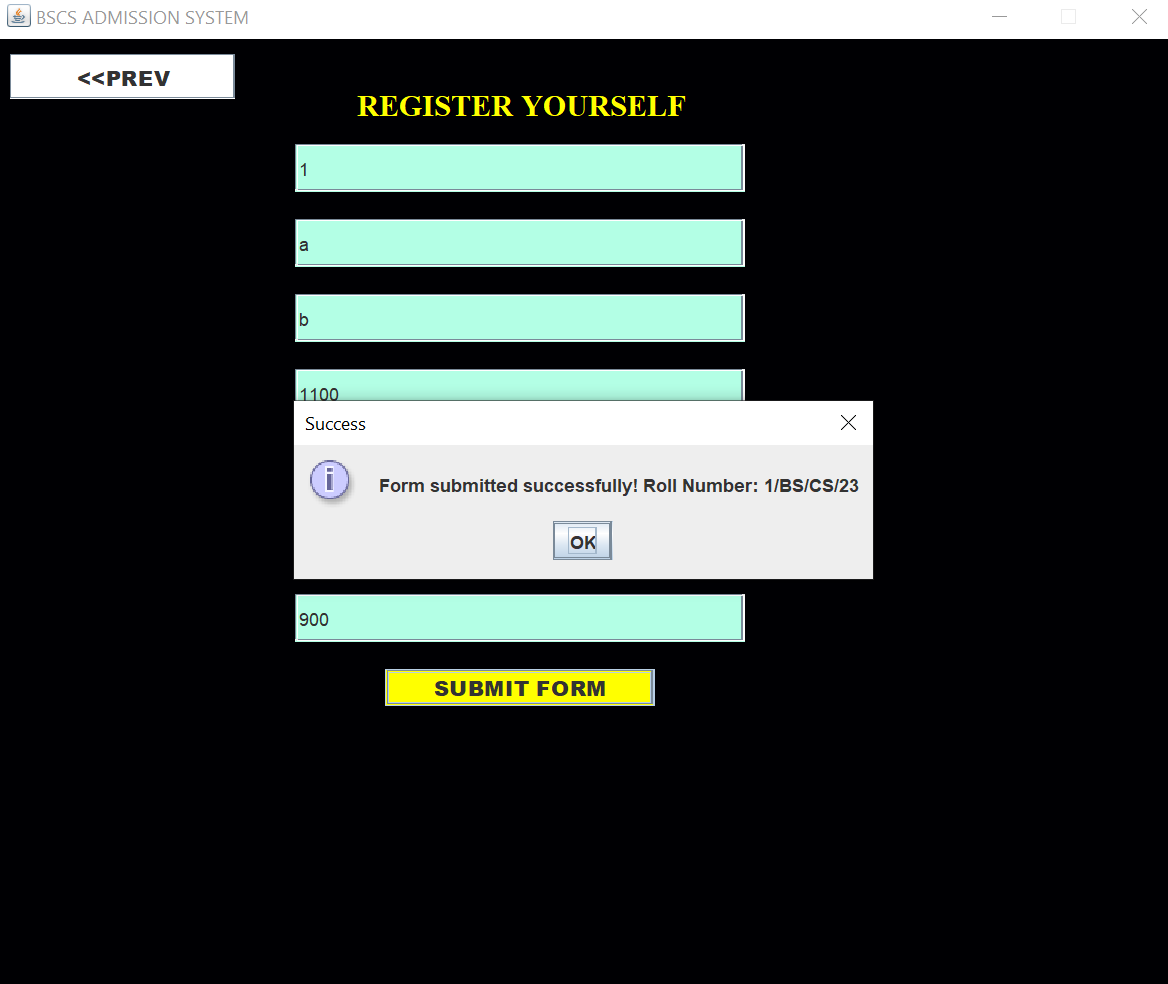 BSCS ADMISSION SYSTEM
<<PREV
REGISTER YOURSELF
1
a
b
1100
Success
Form submitted successfully! Roll Number: 1/BS/CS/23
OK
900
SUBMIT FORM